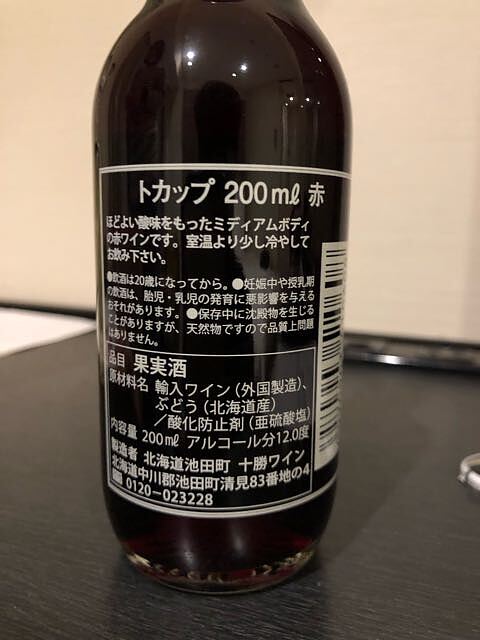 トカップ 200mℓ 赤
ほどよい酸味をもったミディアムボディ
の赤ワインです。室温より少し冷やして
お飲み下さい。
●飲酒は20歳になってから。●妊娠中や授乳期
の飲酒は、胎児・乳児の発育に悪影響を与える
おそれがあります。●保存中に沈殿物を生じる
ことがありますが、天然物ですので品質上問題
はありません。
品目 果実酒
原材料名 輸入ワイン(外国製造)、
ぶどう(北海道産)
/酸化防止剤(亜硫酸塩)
内容量 200mℓ アルコール分12.0度
製造者 北海道池田町 十勝ワイン
北海道中川郡池田町清見83番地の4
0120-023228